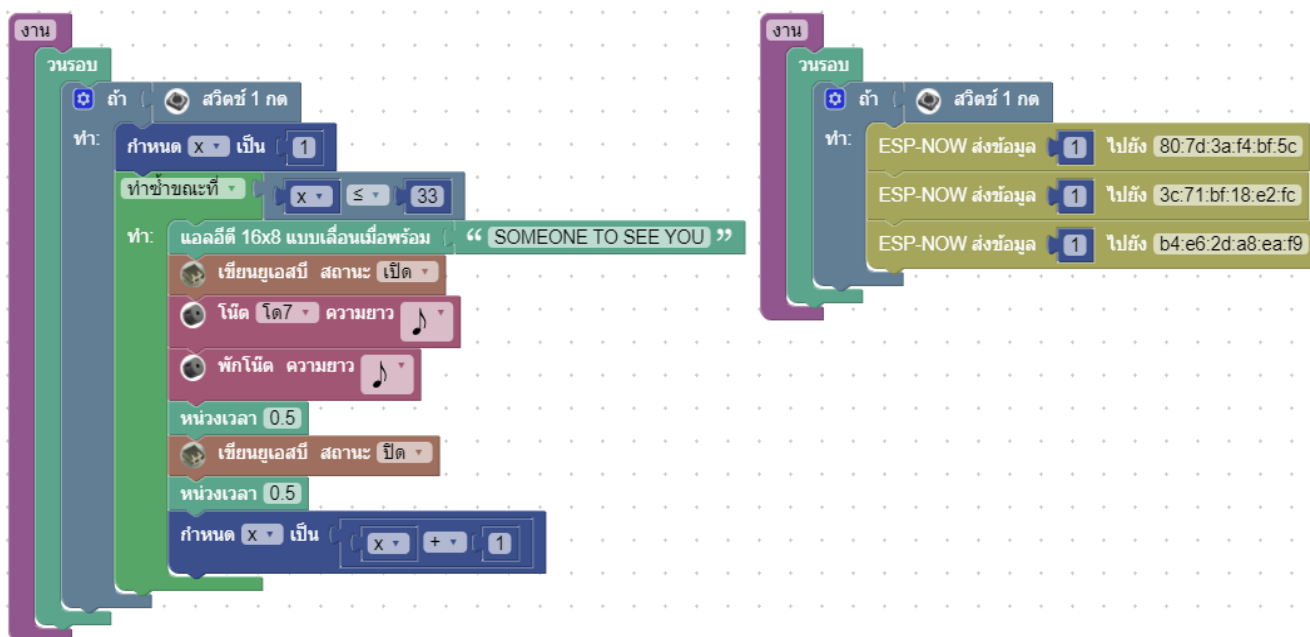 งาน
วนรอบ
ถ้า สวิตช์ 1 กด
ทำ:
กำหนด x เป็น 1
ทำซ้ำขณะที่ x ≤ 33
ทำ:
แอลอีดี 16x8 แบบเลื่อนเมื่อพร้อม “ SOMEONE TO SEE YOU ”
เขียนยูเอสบี สถานะ เปิด
โน๊ต โด7 ความยาว ♪
พักโน๊ต ความยาว ♪
หน่วงเวลา 0.5
เขียนยูเอสบี สถานะ ปิด
หน่วงเวลา 0.5
กำหนด x เป็น x + 1
งาน
วนรอบ
ถ้า สวิตช์ 1 กด
ทำ:
ESP-NOW ส่งข้อมูล 1 ไปยัง 80:7d:3a:f4:bf:5c
ESP-NOW ส่งข้อมูล 1 ไปยัง 3c:71:bf:18:e2:fc
ESP-NOW ส่งข้อมูล 1 ไปยัง b4:e6:2d:a8:ea:f9